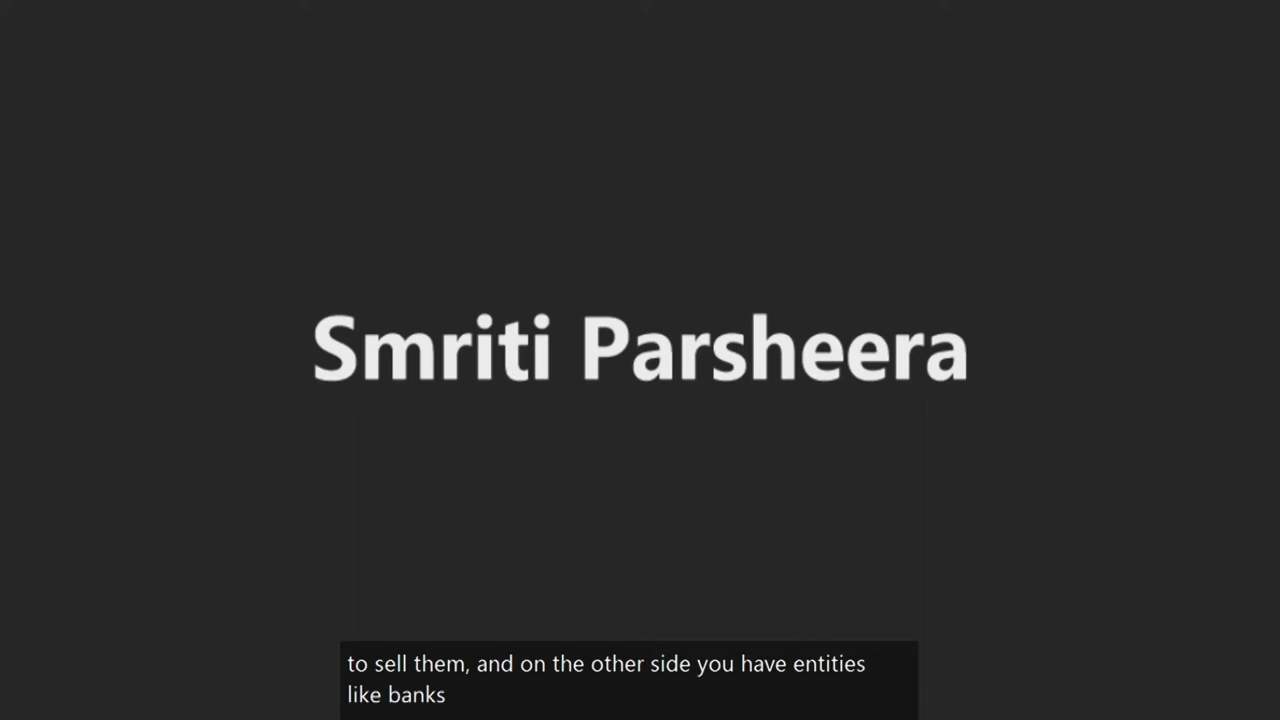 Smriti Parsheera
to sell them, and on the other side you have entities
like banks